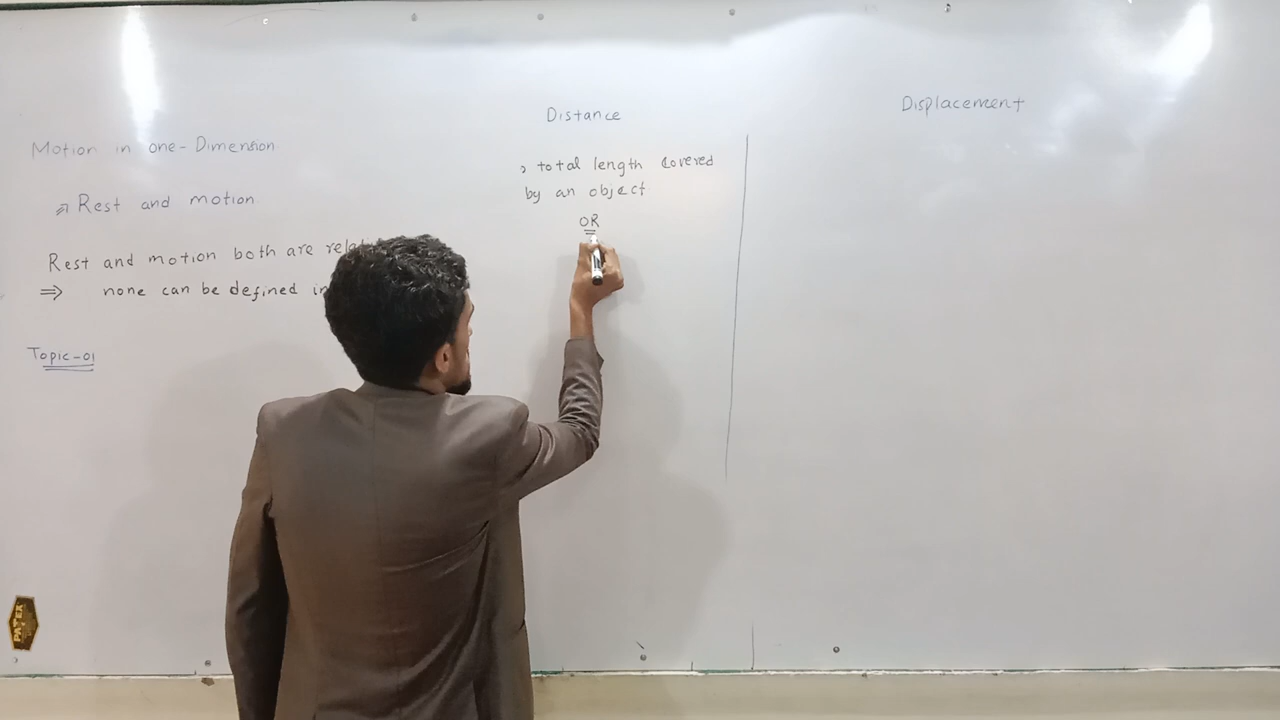 Motion in one-Dimension
⇒ Rest and motion
Rest and motion both are
⇒ none can be defined
Topic-01
Distance
, total length covered
by an object
OR
Displacement
PATEX